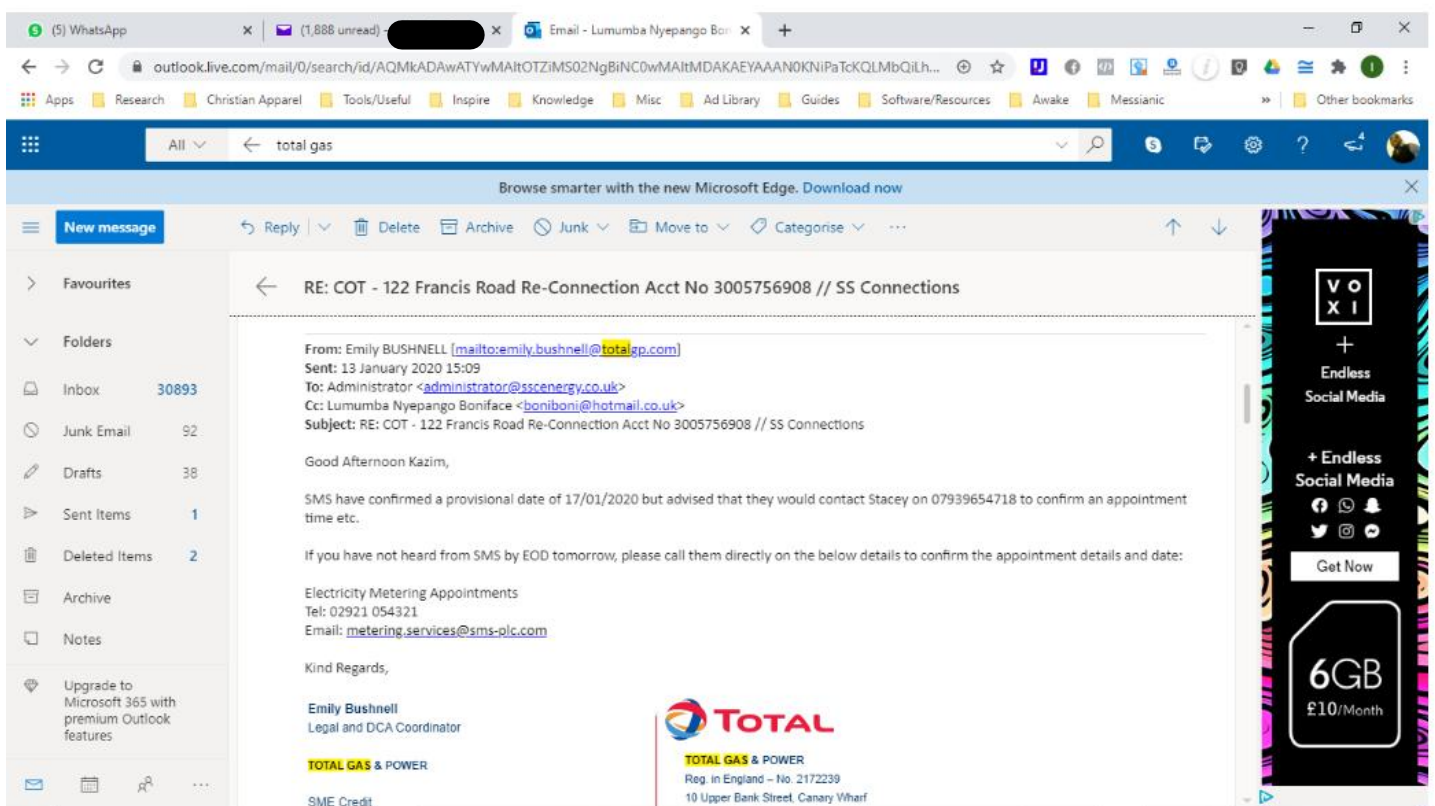 (5) WhatsApp
(1,888 unread) -
Email - Lumumba Nyepango Bon
outlook.live.com/mail/0/search/id/AQMkADAwATYwMAItOTZiMS02NgBiNC0wMAItMDAKAEYAAAN0KNiPaTcKQLMbQiLh...
Apps Research Christian Apparel Tools/Useful Inspire Knowledge Misc Ad Library Guides Software/Resources Awake Messianic » Other bookmarks
All total gas
4
Browse smarter with the new Microsoft Edge. Download now
New message Reply Delete Archive Junk Move to Categorise ...
Favourites
Folders
Inbox 30893
Junk Email 92
Drafts 38
Sent Items 1
Deleted Items 2
Archive
Notes
Upgrade to
Microsoft 365 with
premium Outlook
features
RE: COT - 122 Francis Road Re-Connection Acct No 3005756908 // SS Connections
From: Emily BUSHNELL [mailto:emily.bushnell@totalgp.com]
Sent: 13 January 2020 15:09
To: Administrator <administrator@sscenergy.co.uk>
Cc: Lumumba Nyepango Boniface <boniboni@hotmail.co.uk>
Subject: RE: COT - 122 Francis Road Re-Connection Acct No 3005756908 // SS Connections
Good Afternoon Kazim,
SMS have confirmed a provisional date of 17/01/2020 but advised that they would contact Stacey on 07939654718 to confirm an appointment
time etc.
If you have not heard from SMS by EOD tomorrow, please call them directly on the below details to confirm the appointment details and date:
Electricity Metering Appointments
Tel: 02921 054321
Email: metering.services@sms-plc.com
Kind Regards,
Emily Bushnell
Legal and DCA Coordinator
TOTAL GAS & POWER
SME Credit
TOTAL
TOTAL GAS & POWER
Reg. in England – No. 2172239
10 Upper Bank Street, Canary Wharf
VO
XI
+
Endless
Social Media
+ Endless
Social Media
Get Now
6GB
£10/Month